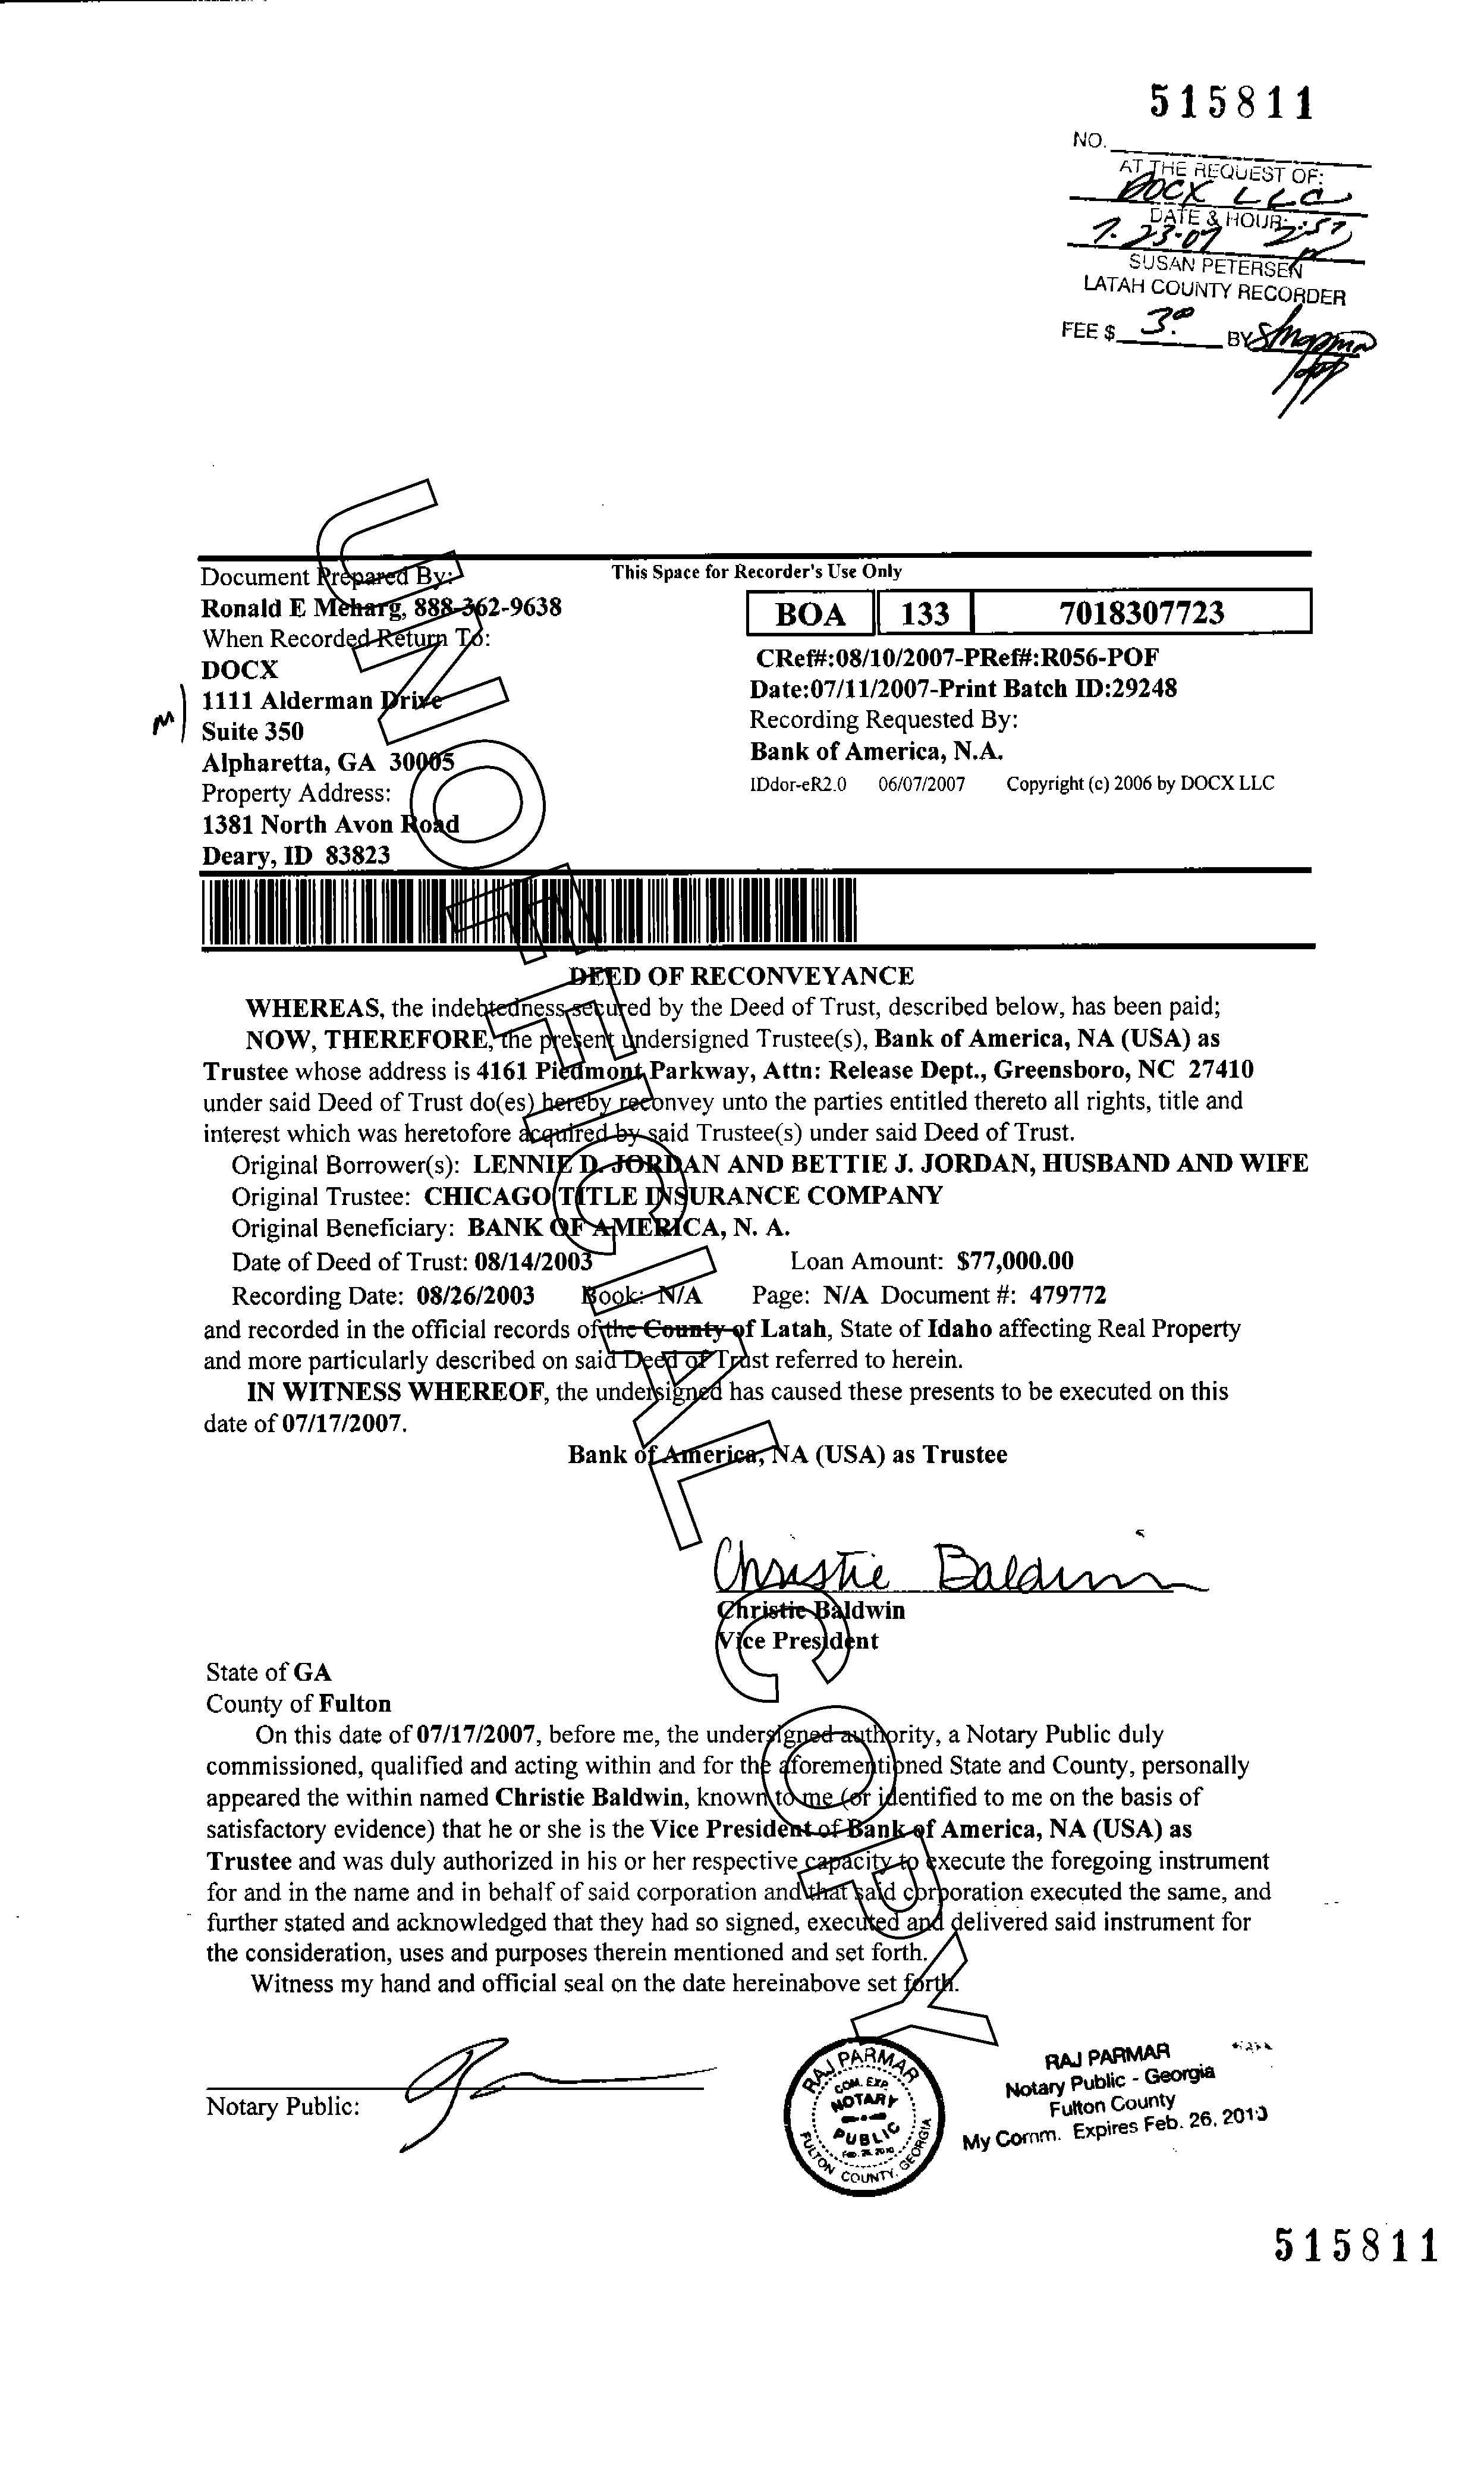 515811
NO.
AT THE REQUEST OF:
DOCX LLC
DATE & HOUR:
7.23.07 2:57
SUSAN PETERSEN
LATAH COUNTY RECORDER
FEE $ 3.00 BY
This Space for Recorder's Use Only
Document Prepared By:
Ronald E Meharg, 888-362-9638
When Recorded Return To:
DOCX
1111 Alderman Drive
Suite 350
Alpharetta, GA 30005
Property Address:
1381 North Avon Road
Deary, ID 83823
BOA 133 7018307723
CRef#:08/10/2007-PRef#:R056-POF
Date:07/11/2007-Print Batch ID:29248
Recording Requested By:
Bank of America, N.A.
IDdor-eR2.0 06/07/2007 Copyright (c) 2006 by DOCX LLC
DEED OF RECONVEYANCE
WHEREAS, the indebtedness secured by the Deed of Trust, described below, has been paid;
NOW, THEREFORE, the present undersigned Trustee(s), Bank of America, NA (USA) as
Trustee whose address is 4161 Piedmont Parkway, Attn: Release Dept., Greensboro, NC 27410
under said Deed of Trust do(es) hereby reconvey unto the parties entitled thereto all rights, title and
interest which was heretofore acquired by said Trustee(s) under said Deed of Trust.
Original Borrower(s): LENNIE D. JORDAN AND BETTIE J. JORDAN, HUSBAND AND WIFE
Original Trustee: CHICAGO TITLE INSURANCE COMPANY
Original Beneficiary: BANK OF AMERICA, N. A.
Date of Deed of Trust: 08/14/2003 Loan Amount: $77,000.00
Recording Date: 08/26/2003 Book: N/A Page: N/A Document #: 479772
and recorded in the official records of the County of Latah, State of Idaho affecting Real Property
and more particularly described on said Deed of Trust referred to herein.
IN WITNESS WHEREOF, the undersigned has caused these presents to be executed on this
date of 07/17/2007.
Bank of America, NA (USA) as Trustee
Christie Baldwin
Christie Baldwin
Vice President
State of GA
County of Fulton
On this date of 07/17/2007, before me, the undersigned authority, a Notary Public duly
commissioned, qualified and acting within and for the aforementioned State and County, personally
appeared the within named Christie Baldwin, known to me (or identified to me on the basis of
satisfactory evidence) that he or she is the Vice President of Bank of America, NA (USA) as
Trustee and was duly authorized in his or her respective capacity to execute the foregoing instrument
for and in the name and in behalf of said corporation and that said corporation executed the same, and
further stated and acknowledged that they had so signed, executed and delivered said instrument for
the consideration, uses and purposes therein mentioned and set forth.
Witness my hand and official seal on the date hereinabove set forth.
Notary Public:
RAJ PARMAR
COM. EXP.
NOTARY
PUBLIC
FEB. 26, 2010
FULTON COUNTY, GEORGIA
RAJ PARMAR
Notary Public - Georgia
Fulton County
My Comm. Expires Feb. 26, 2010
515811
UNOFFICIAL COPY